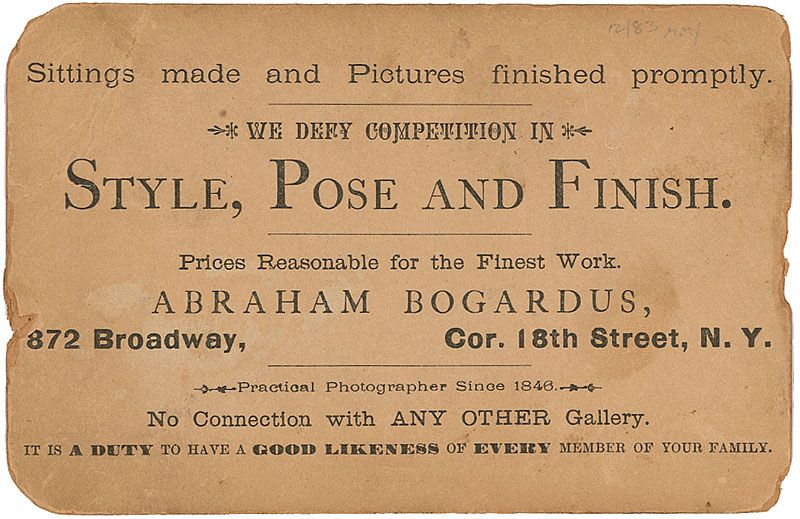 Sittings made and Pictures finished promptly.
WE DEFY COMPETITION IN
STYLE, POSE AND FINISH.
Prices Reasonable for the Finest Work.
ABRAHAM BOGARDUS,
872 Broadway, Cor. 18th Street, N. Y.
Practical Photographer Since 1846.
No Connection with ANY OTHER Gallery.
IT IS A DUTY TO HAVE A GOOD LIKENESS OF EVERY MEMBER OF YOUR FAMILY.